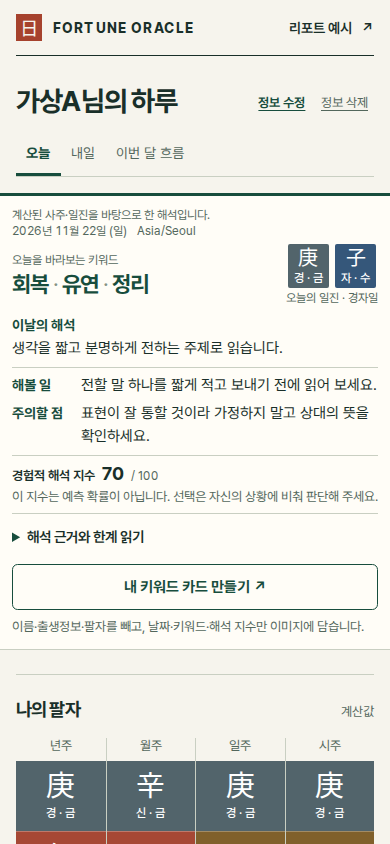 日 FORTUNE ORACLE 리포트 예시 ↗
가상A님의 하루 정보 수정 정보 삭제
오늘 내일 이번 달 흐름
계산된 사주·일진을 바탕으로 한 해석입니다.
2026년 11월 22일 (일) Asia/Seoul
오늘을 바라보는 키워드
회복 · 유연 · 정리
庚 子
경·금 자·수
오늘의 일진 · 경자일
이날의 해석
생각을 짧고 분명하게 전하는 주제로 읽습니다.
해볼 일 전할 말 하나를 짧게 적고 보내기 전에 읽어 보세요.
주의할 점 표현이 잘 통할 것이라 가정하지 말고 상대의 뜻을
확인하세요.
경험적 해석 지수 70 / 100
이 지수는 예측 확률이 아닙니다. 선택은 자신의 상황에 비춰 판단해 주세요.
▶ 해석 근거와 한계 읽기
내 키워드 카드 만들기 ↗
이름·출생정보·팔자를 빼고, 날짜·키워드·해석 지수만 이미지에 담습니다.
나의 팔자 계산값
년주 월주 일주 시주
庚 辛 庚 庚
경·금 신·금 경·금 경·금